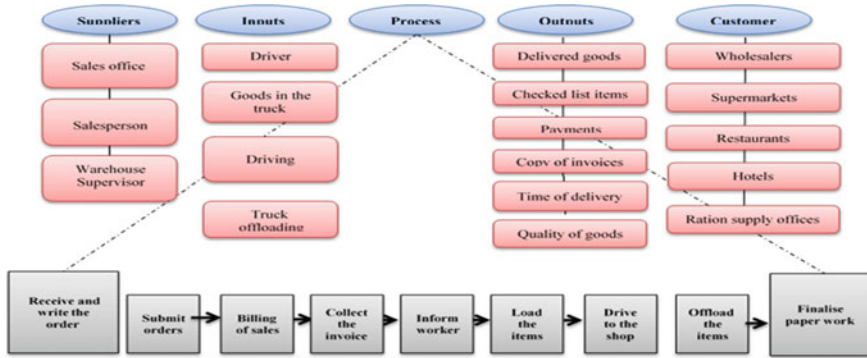 Suppliers
Inputs
Process
Outputs
Customer
Sales office
Salesperson
Warehouse
Supervisor
Driver
Goods in the
truck
Driving
Truck
offloading
Delivered goods
Checked list items
Payments
Copy of invoices
Time of delivery
Quality of goods
Wholesalers
Supermarkets
Restaurants
Hotels
Ration supply offices
Receive and
write the
order
Submit
orders
Billing
of sales
Collect
the
invoice
Inform
worker
Load
the
items
Drive
to the
shop
Offload
the
items
Finalise
paper work